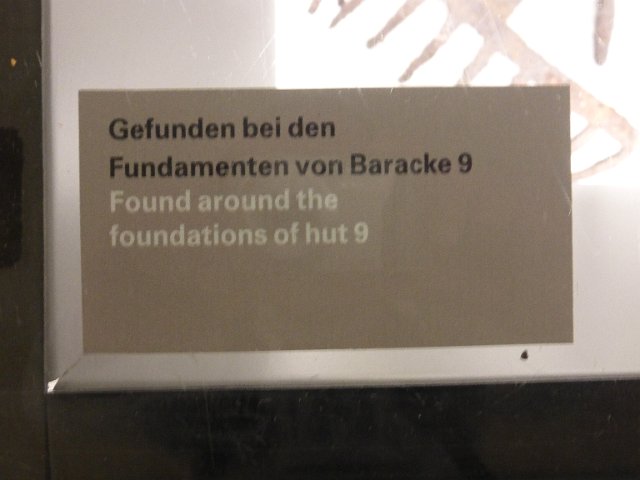 Gefunden bei den
Fundamenten von Baracke 9
Found around the
foundations of hut 9